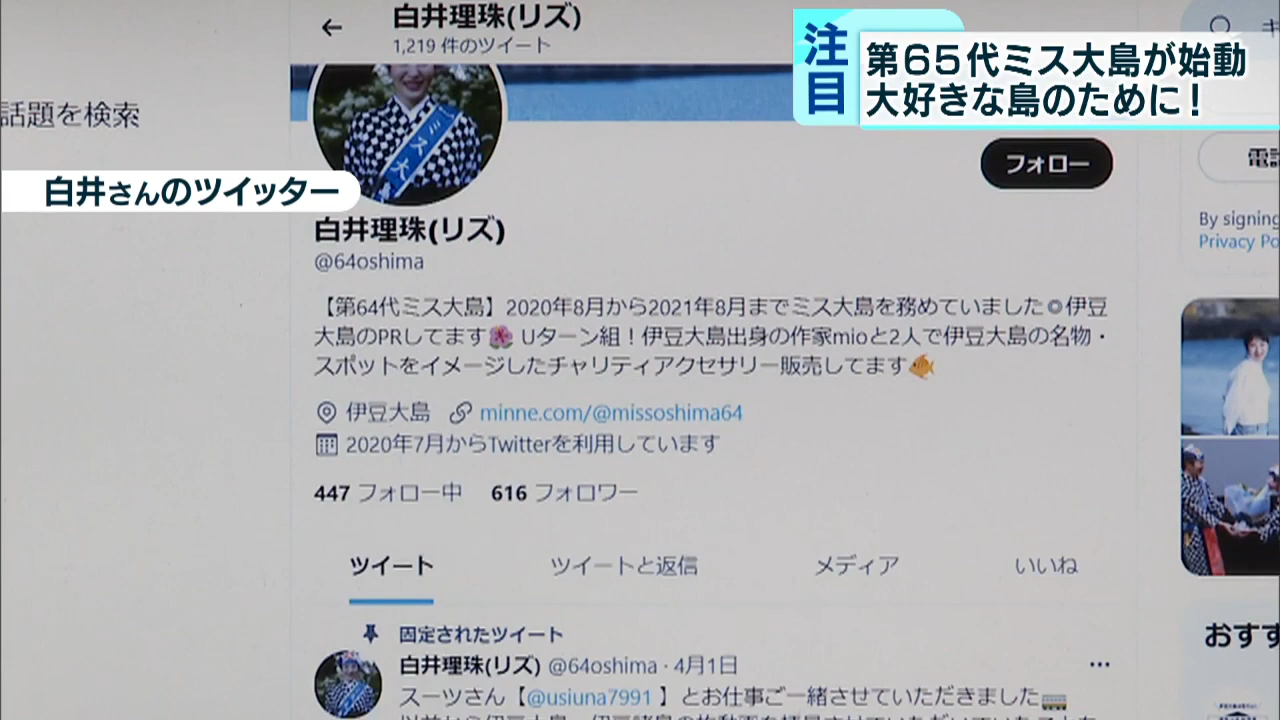 白井理珠(リズ)
1,219 件のツイート
注目
第65代ミス大島が始動
大好きな島のために!
話題を検索
フォロー
白井さんのツイッター
ミス大
白井理珠(リズ)
@64oshima
By signing
Privacy Po
【第64代ミス大島】2020年8月から2021年8月までミス大島を務めていました◎伊豆
大島のPRしてます🌺 Uターン組!伊豆大島出身の作家mioと2人で伊豆大島の名物・
スポットをイメージしたチャリティアクセサリー販売してます🐠
伊豆大島 minne.com/@missoshima64
2020年7月からTwitterを利用しています
447 フォロー中 616 フォロワー
ツイート ツイートと返信 メディア いいね
固定されたツイート
白井理珠(リズ) @64oshima · 4月1日
おすす
スーツさん【@usiuna7991 】とお仕事ご一緒させていただきました🚃